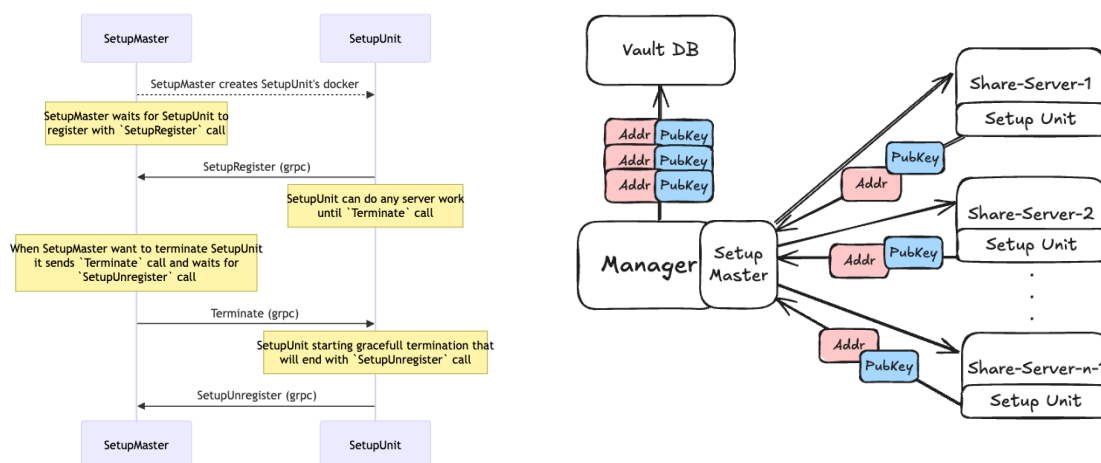 SetupMaster
SetupUnit
SetupMaster creates SetupUnit's docker
SetupMaster waits for SetupUnit to
register with `SetupRegister` call
SetupRegister (grpc)
SetupUnit can do any server work
until `Terminate` call
When SetupMaster want to terminate SetupUnit
it sends `Terminate` call and waits for
`SetupUnregister` call
Terminate (grpc)
SetupUnit starting gracefull termination that
will end with `SetupUnregister` call
SetupUnregister (grpc)
SetupMaster
SetupUnit
Vault DB
Addr PubKey
Addr PubKey
Addr PubKey
Manager
Setup
Master
Share-Server-1
Setup Unit
PubKey
Addr
Share-Server-2
Setup Unit
PubKey
Addr
Addr
PubKey
Share-Server-n-1
Setup Unit